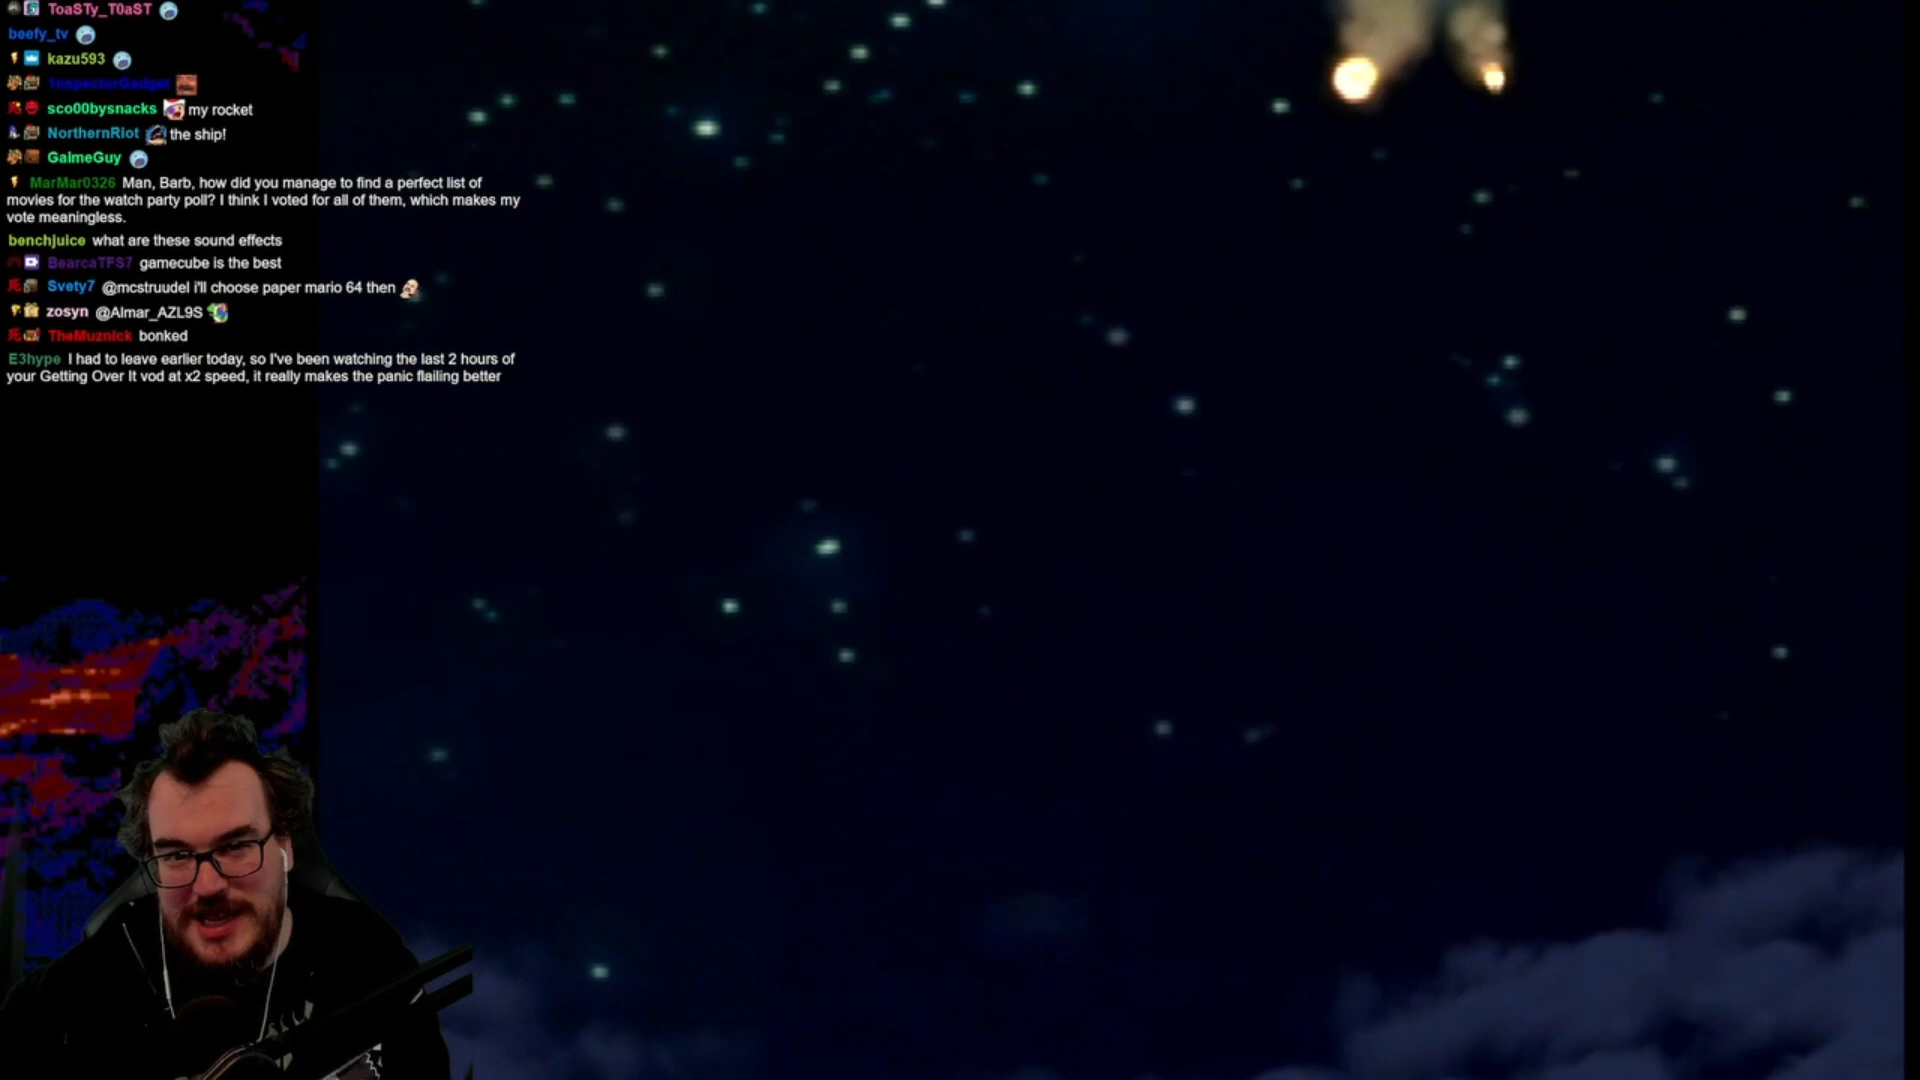 ToaSTy_T0aST
beefy_tv
kazu593
1nspectorGadget
sco00bysnacks my rocket
NorthernRiot the ship!
GaimeGuy
MarMar0326 Man, Barb, how did you manage to find a perfect list of
movies for the watch party poll? I think I voted for all of them, which makes my
vote meaningless.
benchjuice what are these sound effects
BearcaTFS7 gamecube is the best
Svety7 @mcstruudel i'll choose paper mario 64 then
zosyn @Almar_AZL9S
TheMuznick bonked
E3hype I had to leave earlier today, so I've been watching the last 2 hours of
your Getting Over It vod at x2 speed, it really makes the panic flailing better